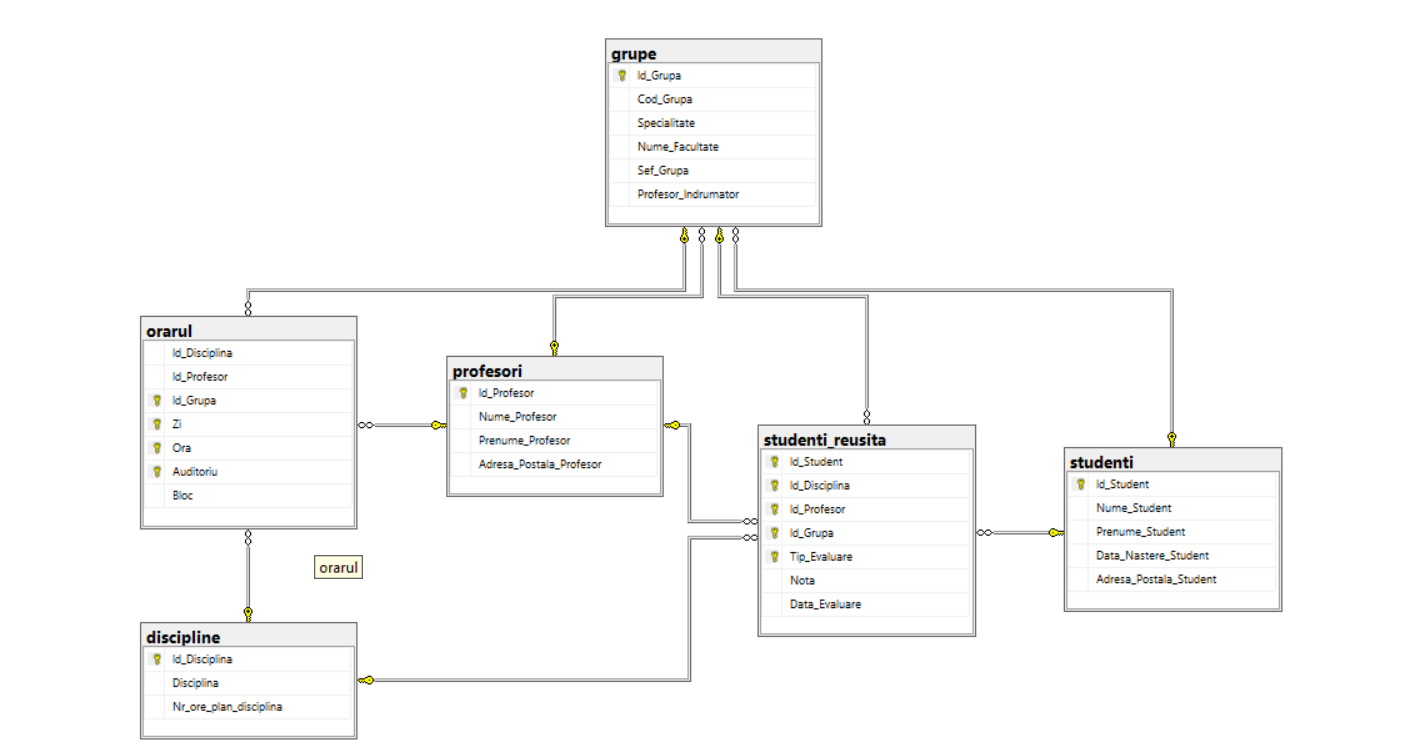 grupe
Id_Grupa
Cod_Grupa
Specialitate
Nume_Facultate
Sef_Grupa
Profesor_Indrumator
orarul
Id_Disciplina
Id_Profesor
Id_Grupa
Zi
Ora
Auditoriu
Bloc
profesori
Id_Profesor
Nume_Profesor
Prenume_Profesor
Adresa_Postala_Profesor
studenti_reusita
Id_Student
Id_Disciplina
Id_Profesor
Id_Grupa
Tip_Evaluare
Nota
Data_Evaluare
studenti
Id_Student
Nume_Student
Prenume_Student
Data_Nastere_Student
Adresa_Postala_Student
orarul
discipline
Id_Disciplina
Disciplina
Nr_ore_plan_disciplina